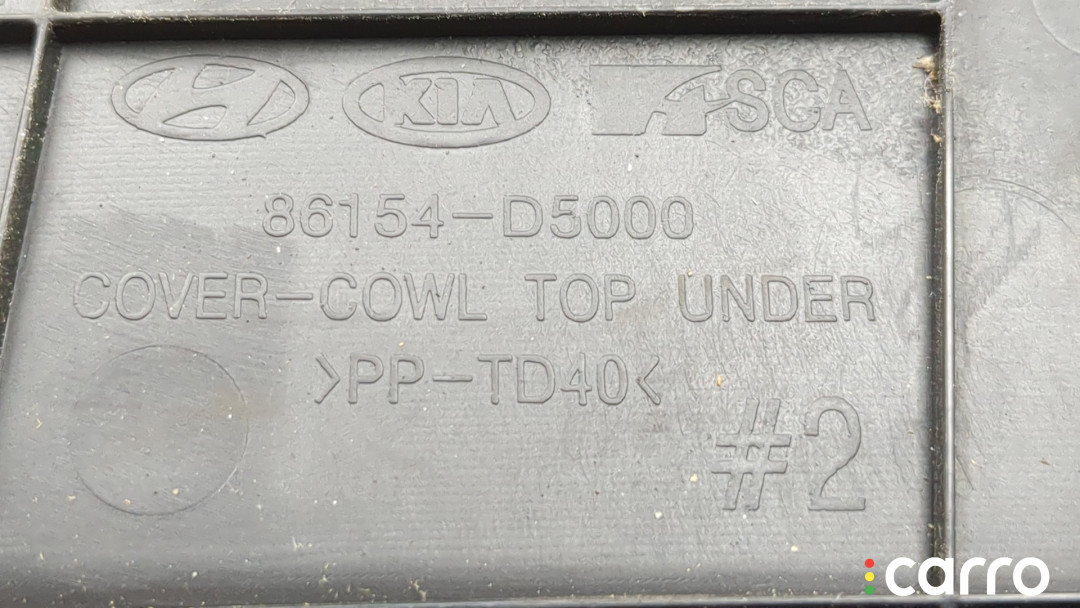 KIA SCA
86154-D5000
COVER-COWL TOP UNDER
>PP-TD40<
#2
carro